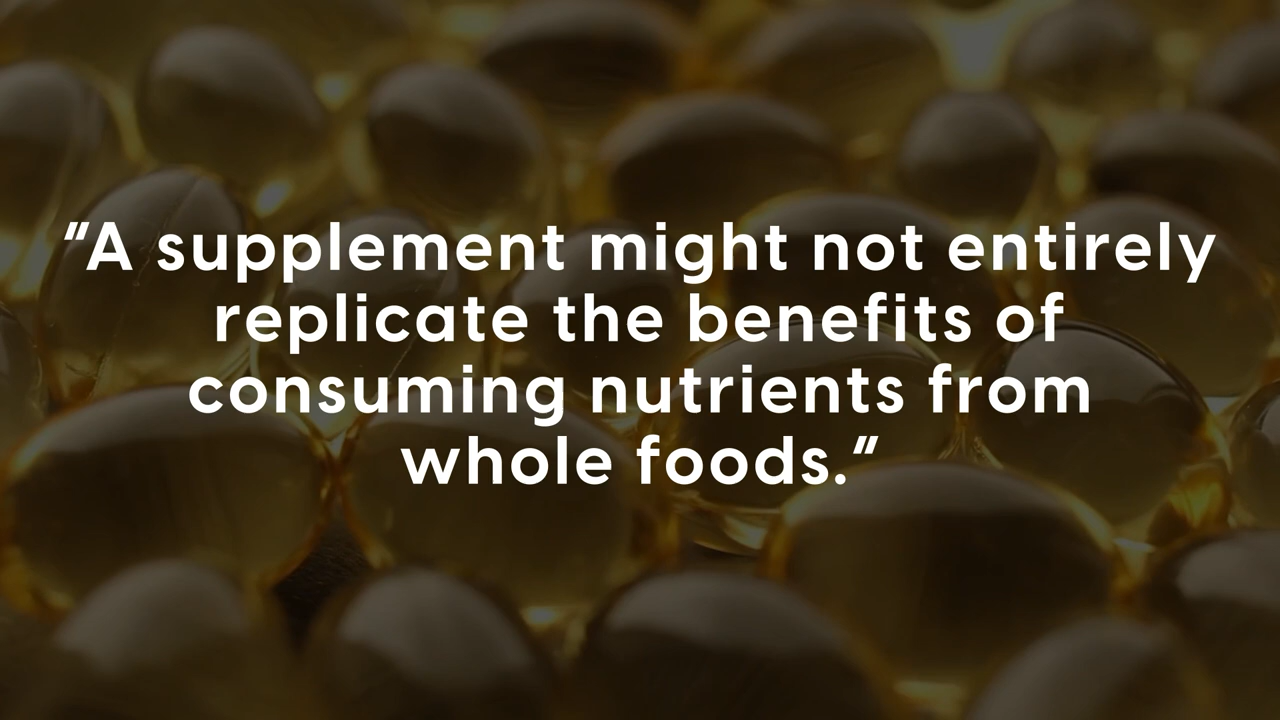 “A supplement might not entirely
replicate the benefits of
consuming nutrients from
whole foods.“